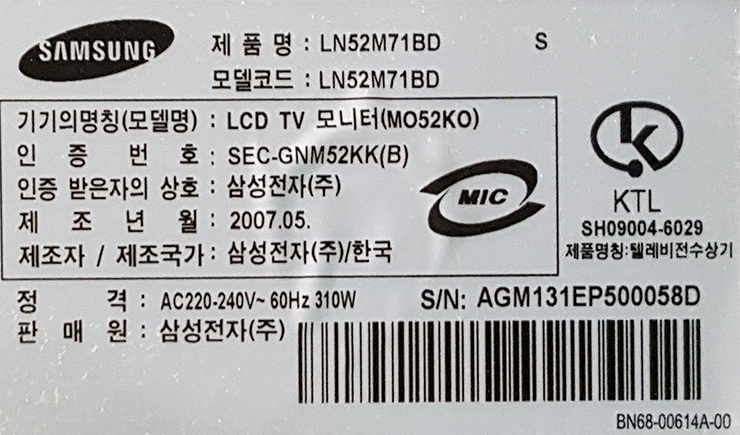 SAMSUNG
제 품 명 : LN52M71BD S
모델코드 : LN52M71BD
기기의명칭(모델명) : LCD TV 모니터(MO52KO)
인 증 번 호 : SEC-GNM52KK(B)
인증 받은자의 상호 : 삼성전자(주)
제 조 년 월 : 2007.05.
제조자 / 제조국가 : 삼성전자(주)/한국
MIC
KTL
SH09004-6029
제품명칭:텔레비전수상기
정 격 : AC220-240V~ 60Hz 310W
S/N: AGM131EP500058D
판 매 원 : 삼성전자(주)
BN68-00614A-00